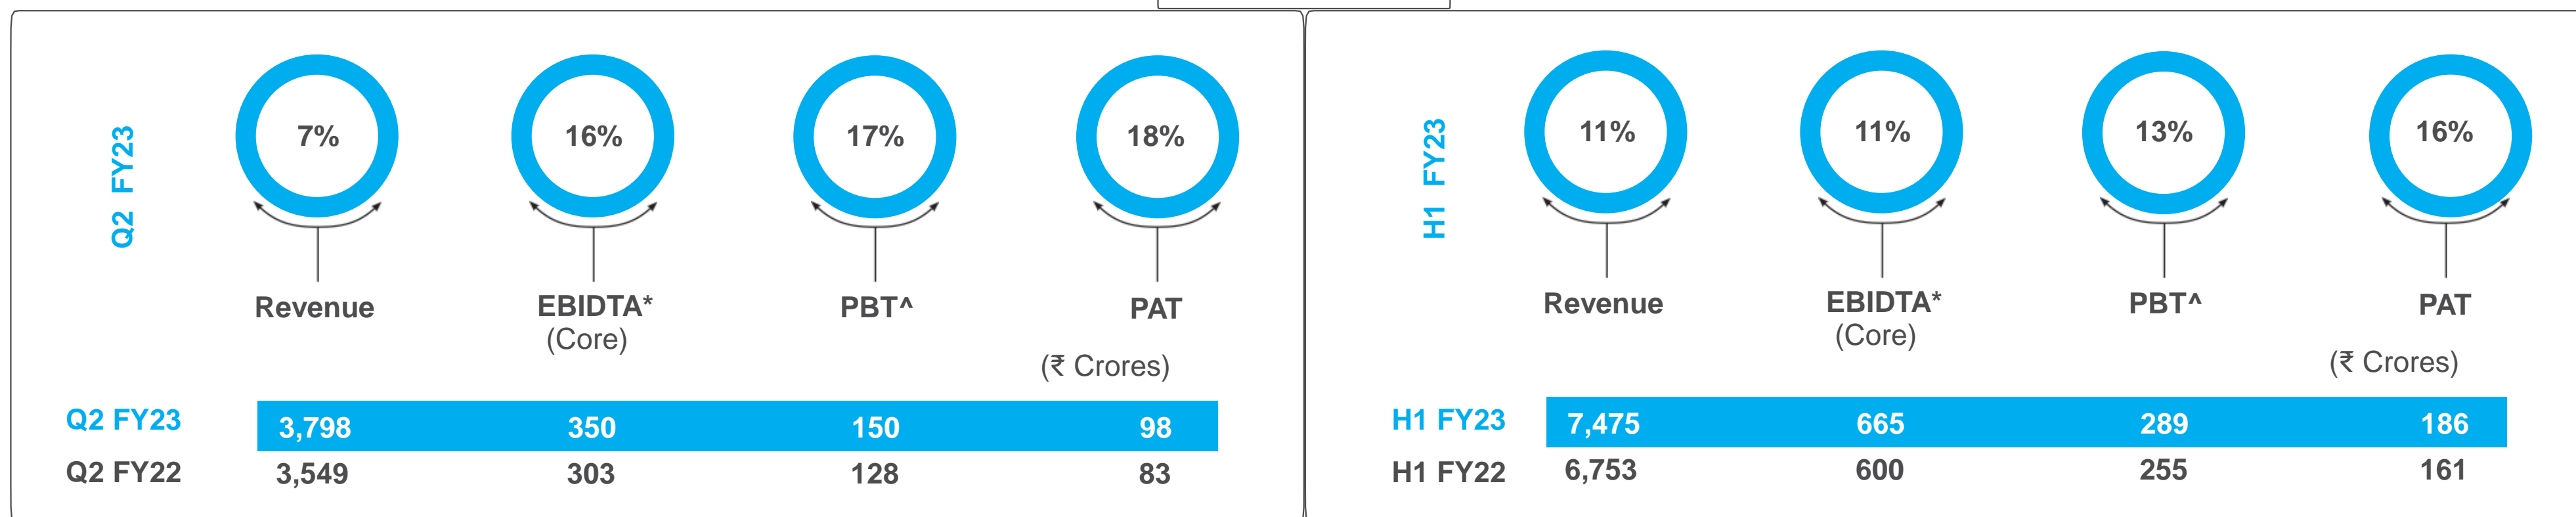 Q2 FY23
7% 16% 17% 18%
Revenue EBIDTA* PBT^ PAT
(Core)
(₹ Crores)
Q2 FY23 3,798 350 150 98
Q2 FY22 3,549 303 128 83
H1 FY23
11% 11% 13% 16%
Revenue EBIDTA* PBT^ PAT
(Core)
(₹ Crores)
H1 FY23 7,475 665 289 186
H1 FY22 6,753 600 255 161